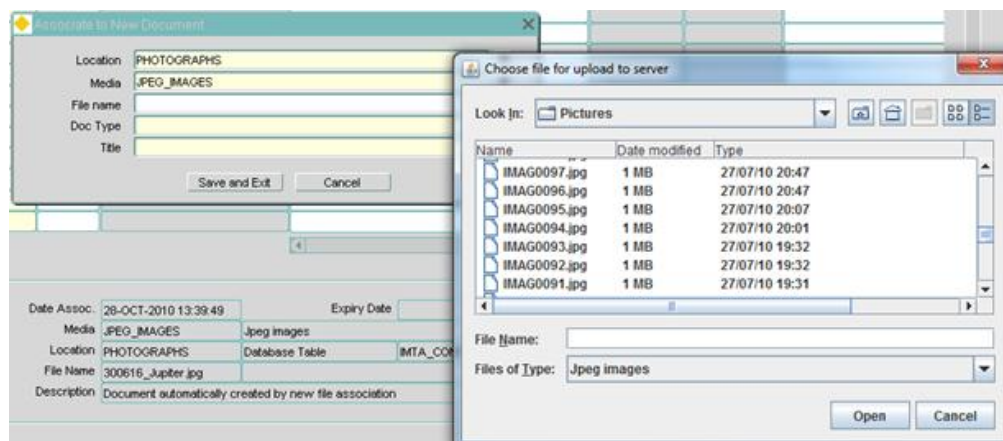 Associate to New Document
Location PHOTOGRAPHS
Media JPEG_IMAGES
File name
Doc Type
Title
Save and Exit Cancel
Date Assoc. 28-OCT-2010 13:39:49 Expiry Date
Media JPEG_IMAGES Jpeg images
Location PHOTOGRAPHS Database Table
File Name 300616_Jupiter.jpg
Description Document automatically created by new file association
Choose file for upload to server
Look In: Pictures
Name Date modified Type
IMAG0097.jpg 1 MB 27/07/10 20:47
IMAG0096.jpg 1 MB 27/07/10 20:47
IMAG0095.jpg 1 MB 27/07/10 20:07
IMAG0094.jpg 1 MB 27/07/10 20:01
IMAG0093.jpg 1 MB 27/07/10 19:32
IMAG0092.jpg 1 MB 27/07/10 19:32
IMAG0091.jpg 1 MB 27/07/10 19:31
File Name:
Files of Type: Jpeg images
Open Cancel